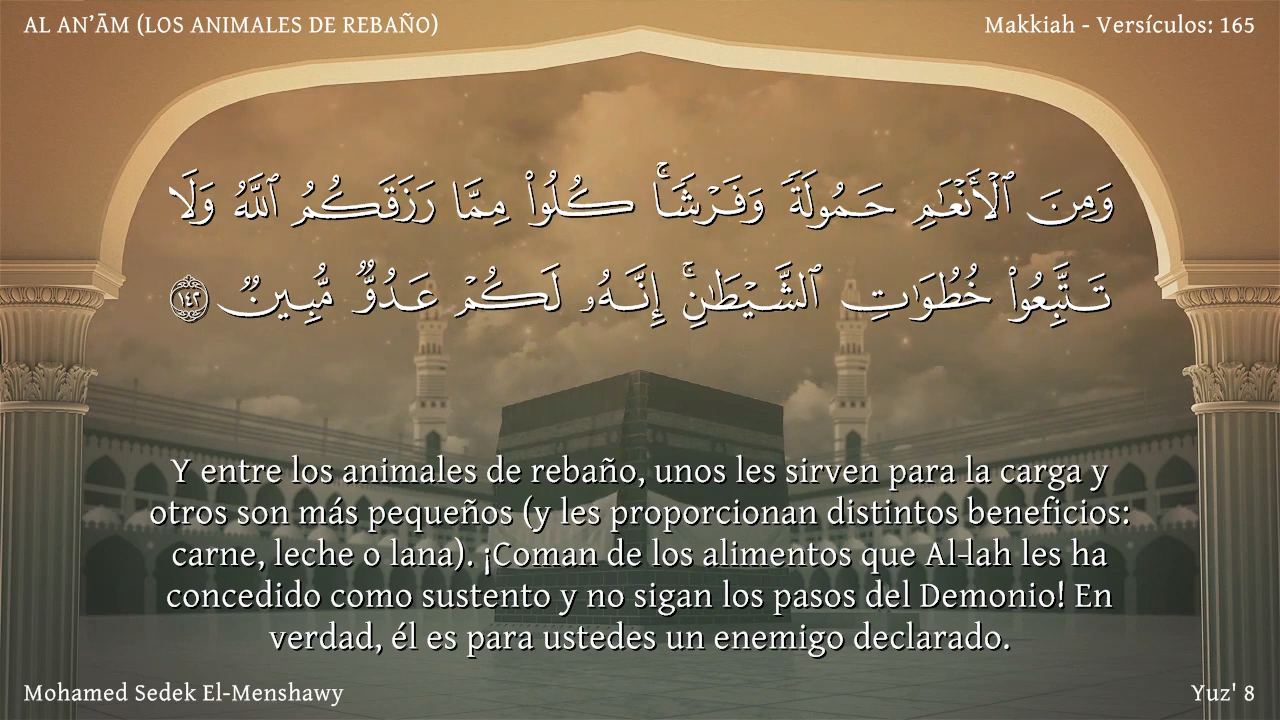 AL AN’ĀM (LOS ANIMALES DE REBAÑO)
Makkiah - Versículos: 165
وَمِنَ ٱلْأَنْعَـٰمِ حَمُولَةً وَفَرْشًا ۚ كُلُوا۟ مِمَّا رَزَقَكُمُ ٱللَّهُ وَلَا
تَتَّبِعُوا۟ خُطُوَٰتِ ٱلشَّيْطَـٰنِ ۚ إِنَّهُۥ لَكُمْ عَدُوٌّ مُّبِينٌ ١٤٢
Y entre los animales de rebaño, unos les sirven para la carga y
otros son más pequeños (y les proporcionan distintos beneficios:
carne, leche o lana). ¡Coman de los alimentos que Al-lah les ha
concedido como sustento y no sigan los pasos del Demonio! En
verdad, él es para ustedes un enemigo declarado.
Mohamed Sedek El-Menshawy
Yuz' 8